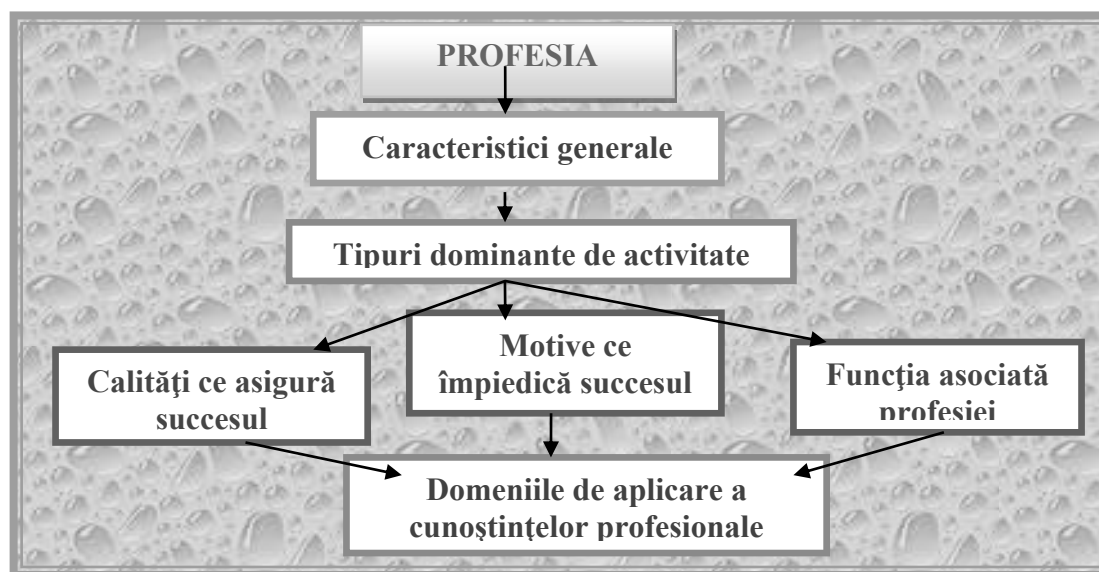 PROFESIA
Caracteristici generale
Tipuri dominante de activitate
Calităţi ce asigură
succesul
Motive ce
împiedică succesul
Funcţia asociată
profesiei
Domeniile de aplicare a
cunoştinţelor profesionale